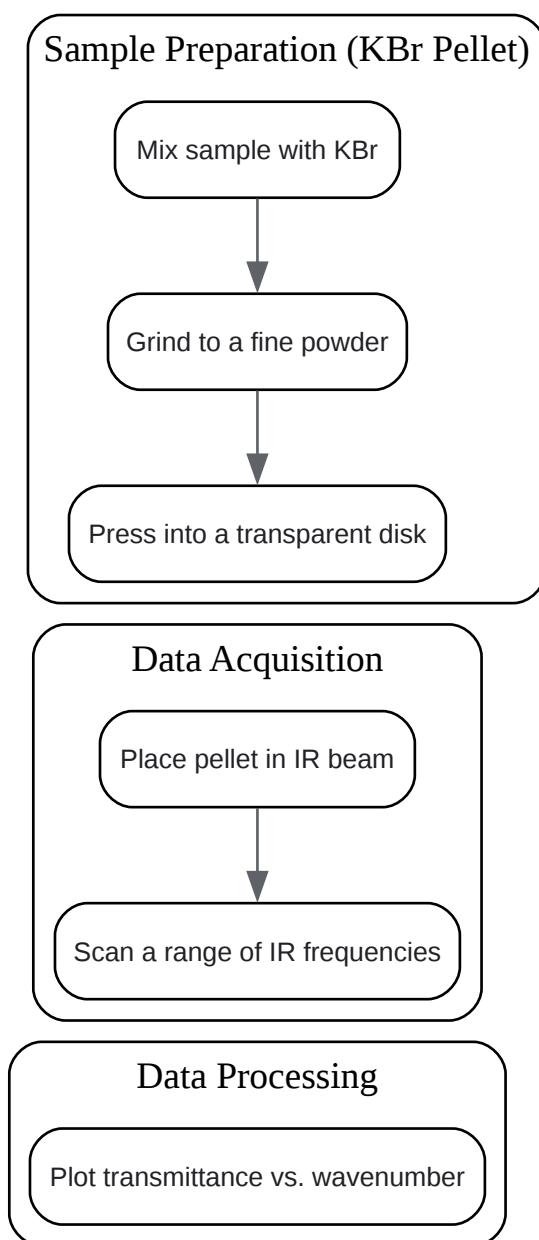 Sample Preparation (KBr Pellet)
Mix sample with KBr
Grind to a fine powder
Press into a transparent disk
Data Acquisition
Place pellet in IR beam
Scan a range of IR frequencies
Data Processing
Plot transmittance vs. wavenumber